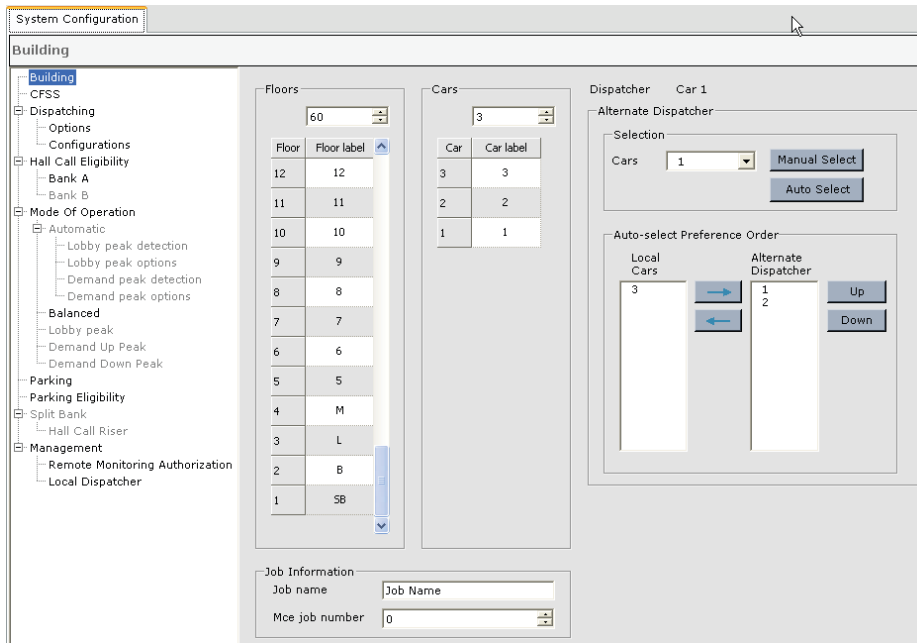 System Configuration
Building
Building
CFSS
Dispatching
Options
Configurations
Hall Call Eligibility
Bank A
Bank B
Mode Of Operation
Automatic
Lobby peak detection
Lobby peak options
Demand peak detection
Demand peak options
Balanced
Lobby peak
Demand Up Peak
Demand Down Peak
Parking
Parking Eligibility
Split Bank
Hall Call Riser
Management
Remote Monitoring Authorization
Local Dispatcher
Floors
60
Floor Floor label
12 12
11 11
10 10
9 9
8 8
7 7
6 6
5 5
4 M
3 L
2 B
1 SB
Cars
3
Car Car label
3 3
2 2
1 1
Dispatcher Car 1
Alternate Dispatcher
Selection
Cars 1 Manual Select
Auto Select
Auto-select Preference Order
Local Cars
3
Alternate Dispatcher
1
2
Up
Down
Job Information
Job name Job Name
Mce job number 0